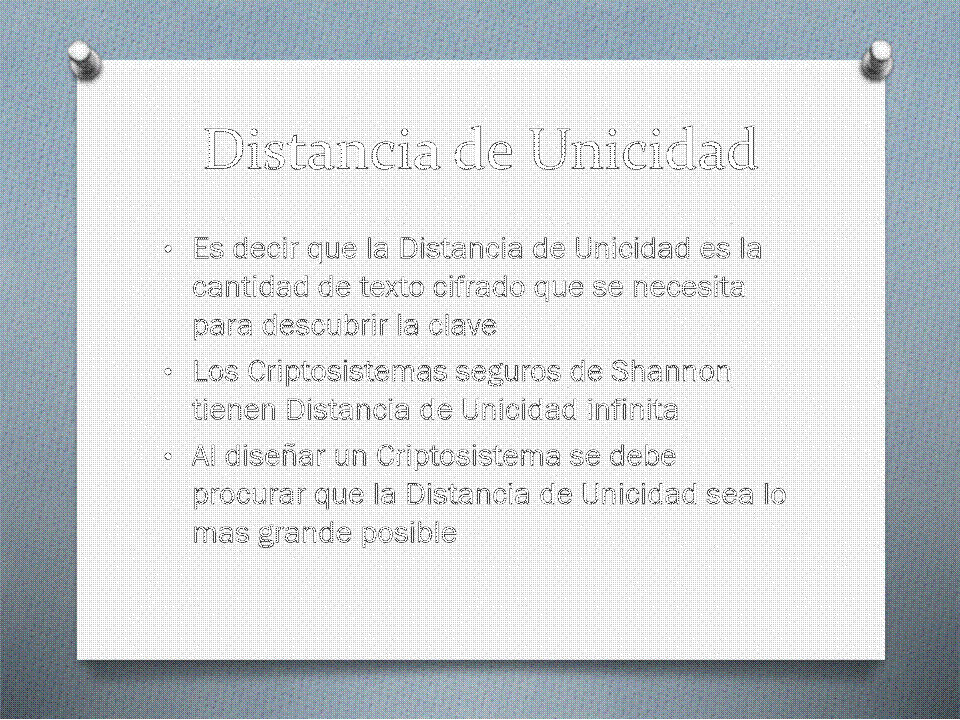 Distancia de Unicidad
• Es decir que la Distancia de Unicidad es la
cantidad de texto cifrado que se necesita
para descubrir la clave
• Los Criptosistemas seguros de Shannon
tienen Distancia de Unicidad infinita
• Al diseñar un Criptosistema se debe
procurar que la Distancia de Unicidad sea lo
mas grande posible